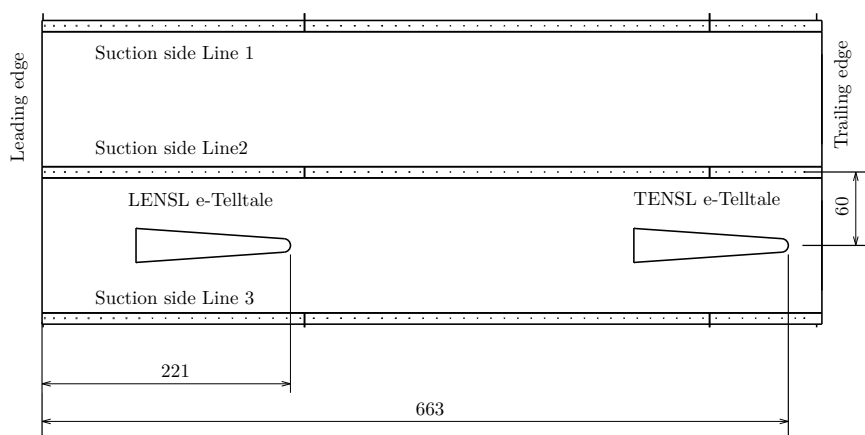 Suction side Line 1
Leading edge
Trailing edge
Suction side Line2
LENSL e-Telltale
TENSL e-Telltale
60
Suction side Line 3
221
663